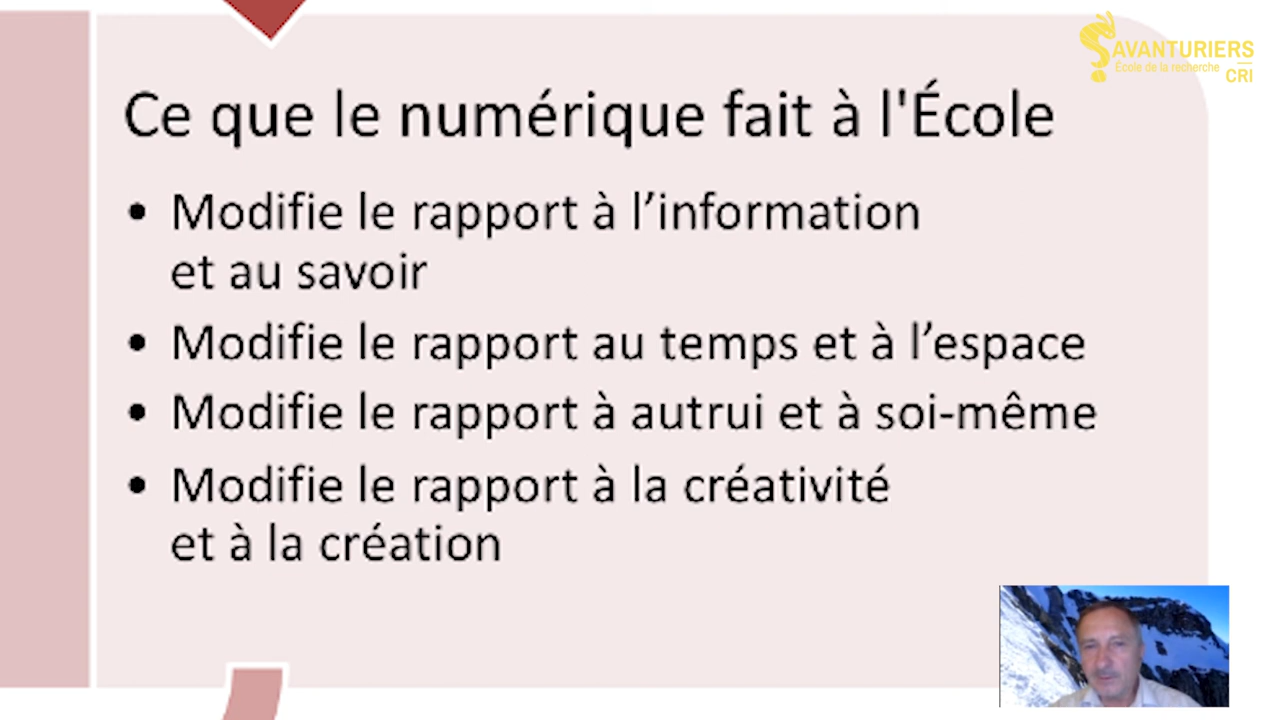 SAVANTURIERS
École de la recherche
CRI
Ce que le numérique fait à l'École
• Modifie le rapport à l’information
et au savoir
• Modifie le rapport au temps et à l’espace
• Modifie le rapport à autrui et à soi-même
• Modifie le rapport à la créativité
et à la création